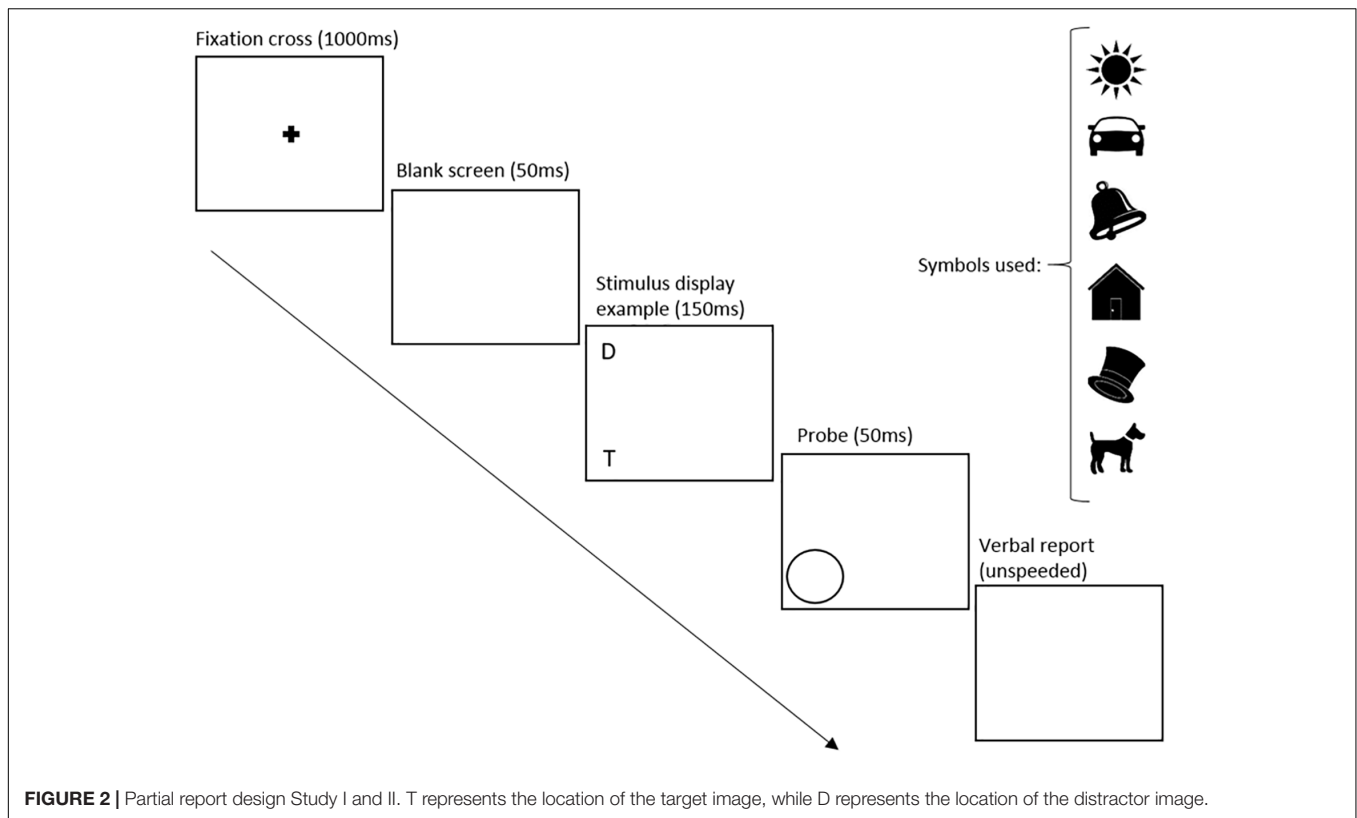 Fixation cross (1000ms)
Blank screen (50ms)
Stimulus display
example (150ms)
D
T
Probe (50ms)
Verbal report
(unspeeded)
Symbols used:
FIGURE 2 | Partial report design Study I and II. T represents the location of the target image, while D represents the location of the distractor image.